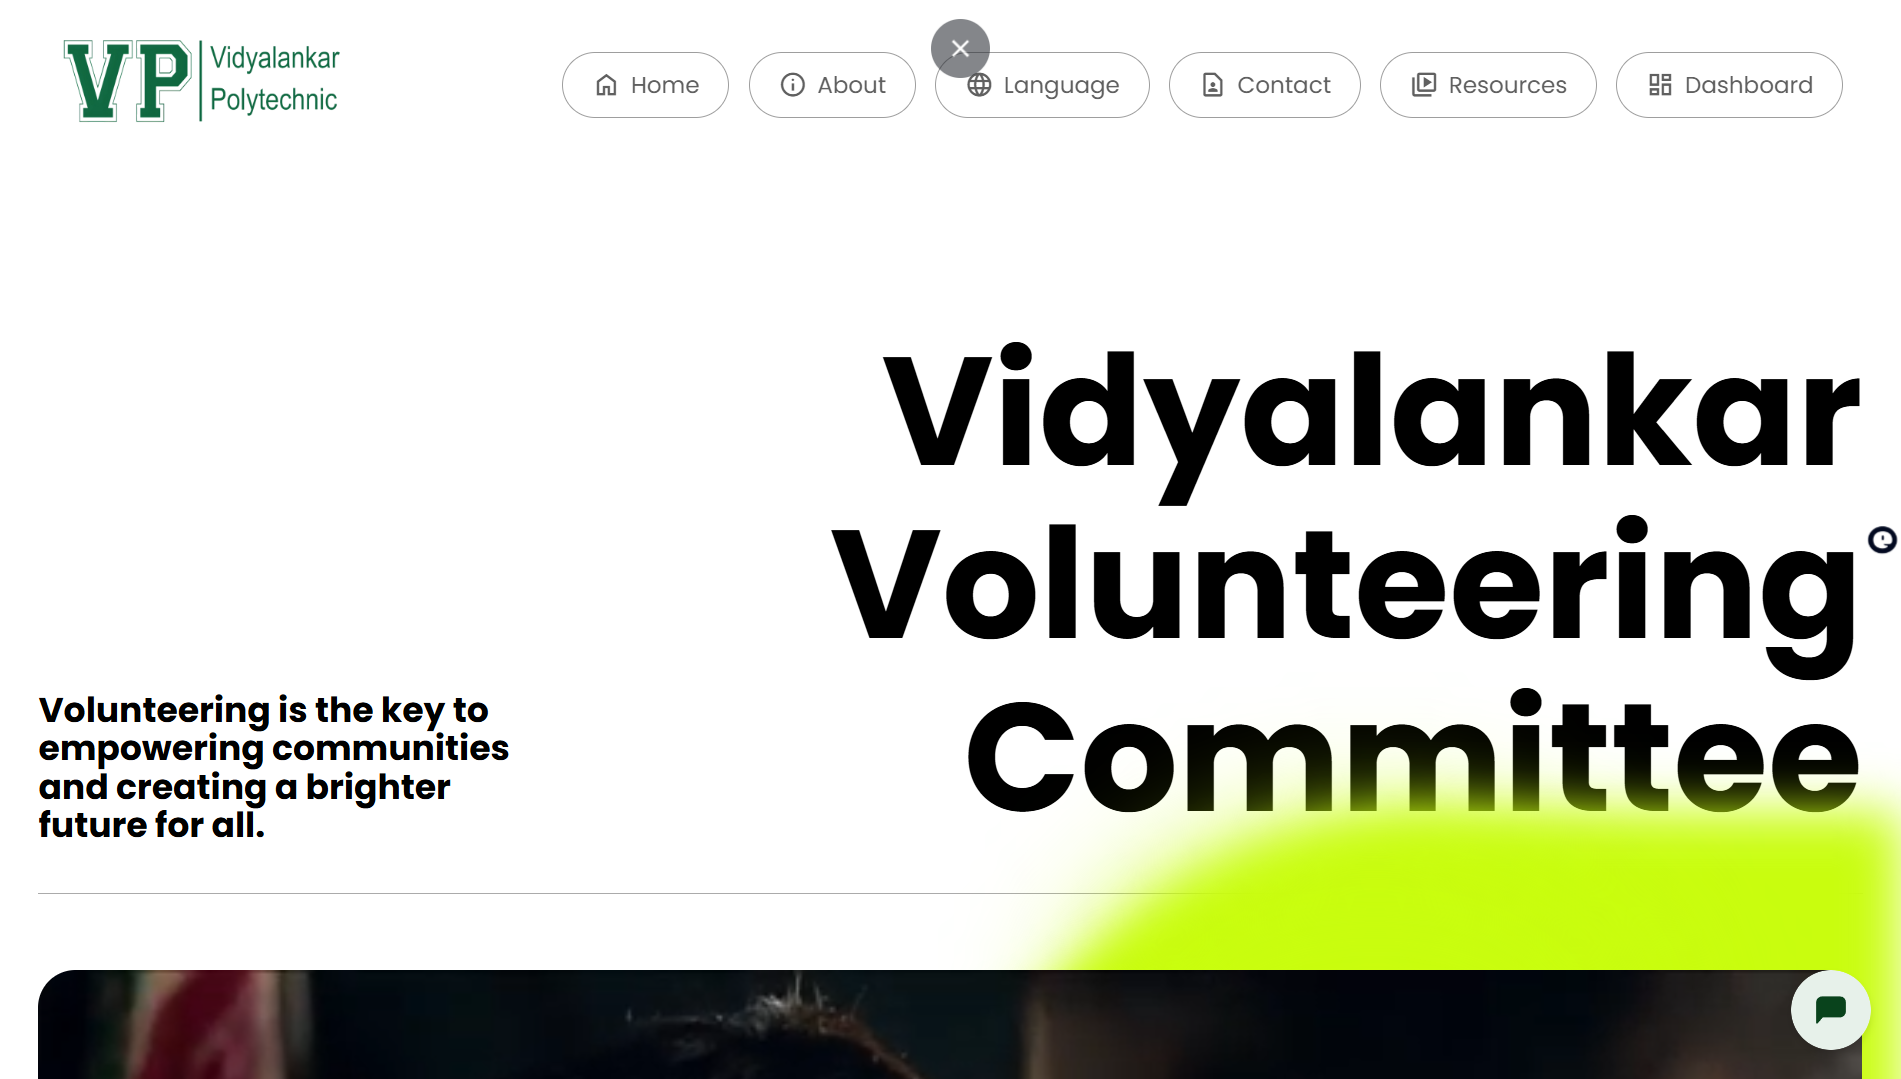 VP
Vidyalankar
Polytechnic
Home
About
Language
Contact
Resources
Dashboard
Vidyalankar
Volunteering
Committee
Volunteering is the key to
empowering communities
and creating a brighter
future for all.